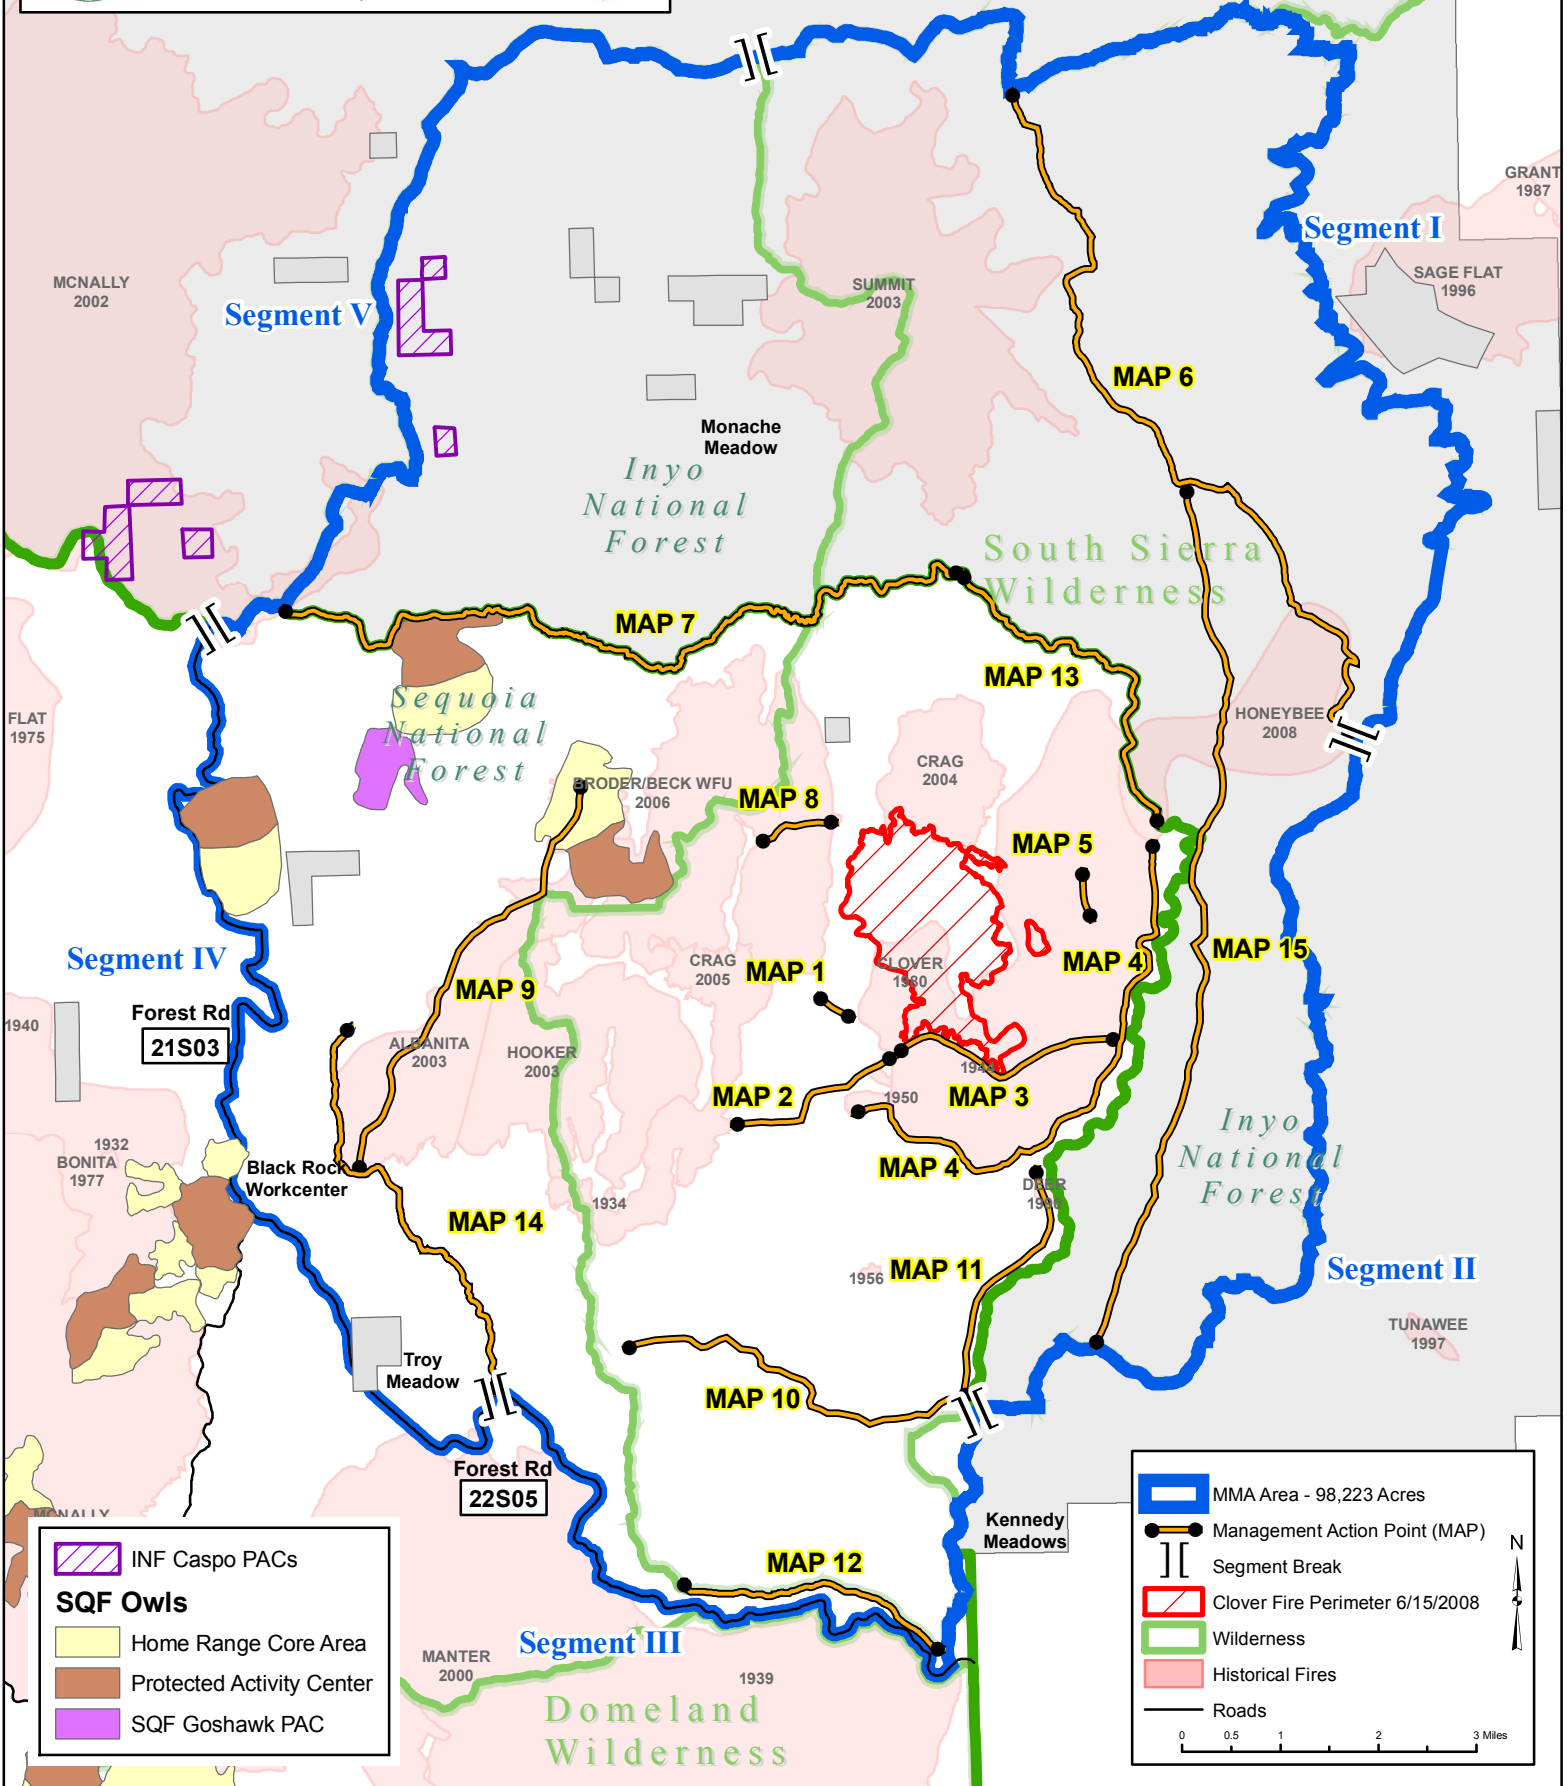 GRANT
1987
Segment I
SAGE FLAT
1996
MCNALLY
2002
Segment V
SUMMIT
2003
MAP 6
Monache
Meadow
Inyo
National
Forest
South Sierra
Wilderness
MAP 7
MAP 13
Sequoia
National
Forest
FLAT
1975
HONEYBEE
2008
CRAG
2004
BRODER/BECK WFU
2006
MAP 8
MAP 5
Segment IV
MAP 9
CRAG
2005
MAP 1
CLOVER
1980
MAP 4
MAP 15
Forest Rd
21S03
1940
ALBANITA
2003
HOOKER
2003
MAP 2
1950
MAP 3
Inyo
National
Forest
1932
BONITA
1977
Black Rock
Workcenter
MAP 4
DEER
MAP 14
1934
MAP 11
1956
Segment II
TUNAWEE
1997
Troy
Meadow
MAP 10
Forest Rd
22S05
MCNALLY
Kennedy
Meadows
MAP 12
Segment III
MANTER
2000
1939
Domeland
Wilderness
INF Caspo PACs
SQF Owls
Home Range Core Area
Protected Activity Center
SQF Goshawk PAC
MMA Area - 98,223 Acres
Management Action Point (MAP)
Segment Break
Clover Fire Perimeter 6/15/2008
Wilderness
Historical Fires
Roads
N
0 0.5 1 2 3 Miles